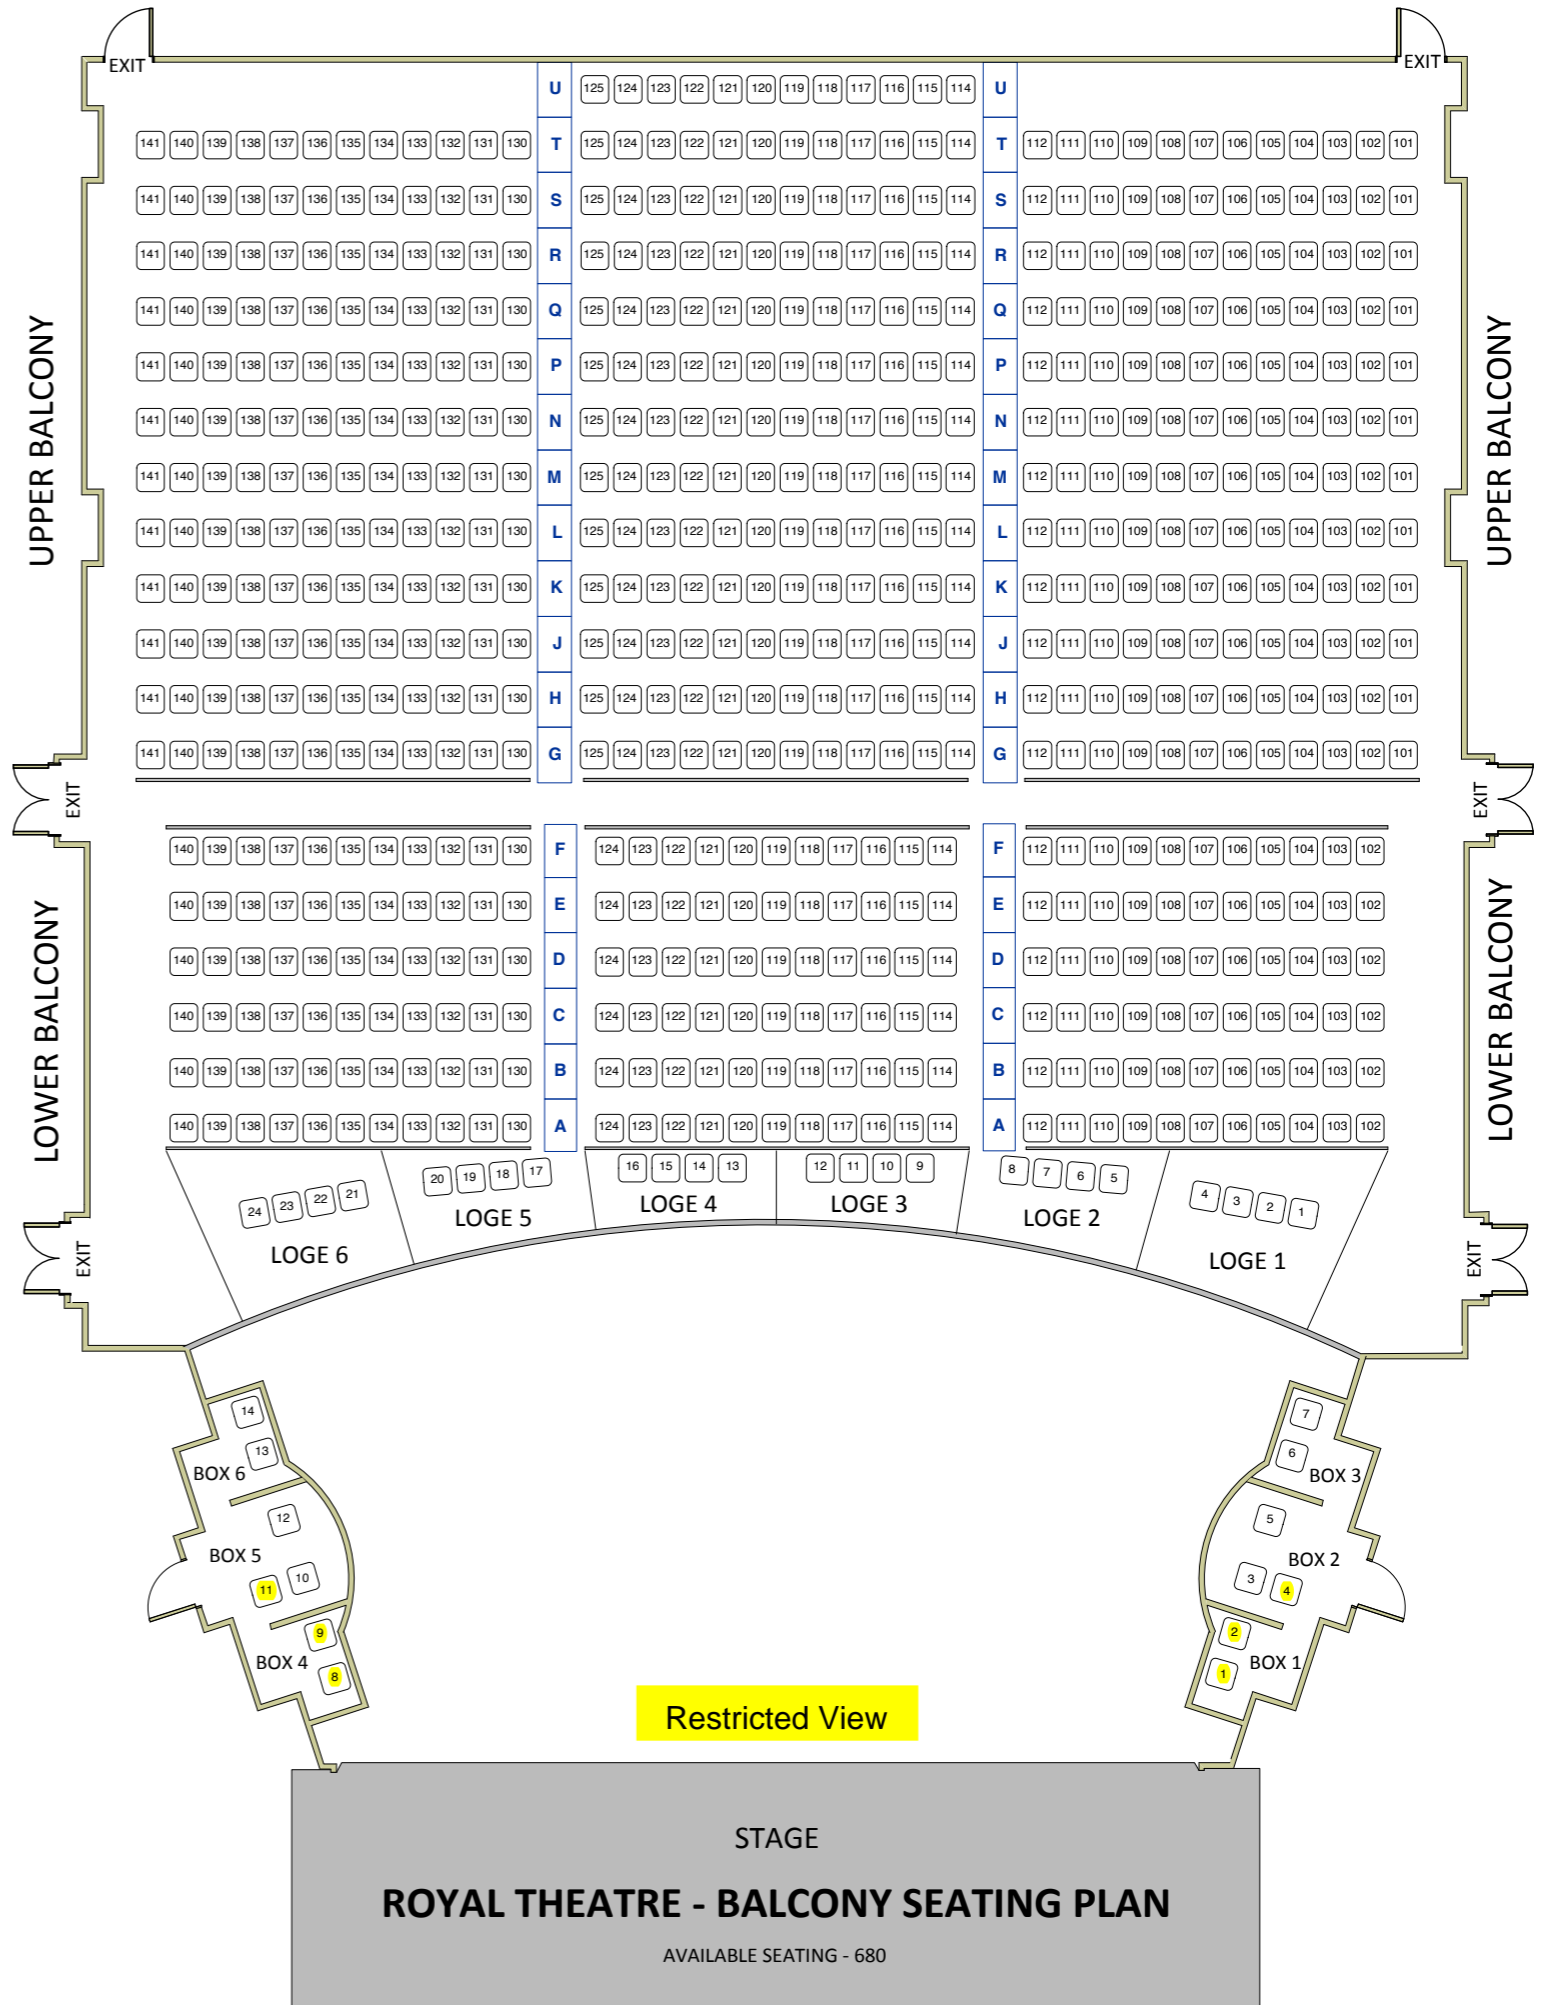 EXIT EXIT
U 125 124 123 122 121 120 119 118 117 116 115 114 U
141 140 139 138 137 136 135 134 133 132 131 130 T 125 124 123 122 121 120 119 118 117 116 115 114 T 112 111 110 109 108 107 106 105 104 103 102 101
141 140 139 138 137 136 135 134 133 132 131 130 S 125 124 123 122 121 120 119 118 117 116 115 114 S 112 111 110 109 108 107 106 105 104 103 102 101
141 140 139 138 137 136 135 134 133 132 131 130 R 125 124 123 122 121 120 119 118 117 116 115 114 R 112 111 110 109 108 107 106 105 104 103 102 101
141 140 139 138 137 136 135 134 133 132 131 130 Q 125 124 123 122 121 120 119 118 117 116 115 114 Q 112 111 110 109 108 107 106 105 104 103 102 101
141 140 139 138 137 136 135 134 133 132 131 130 P 125 124 123 122 121 120 119 118 117 116 115 114 P 112 111 110 109 108 107 106 105 104 103 102 101
141 140 139 138 137 136 135 134 133 132 131 130 N 125 124 123 122 121 120 119 118 117 116 115 114 N 112 111 110 109 108 107 106 105 104 103 102 101
UPPER BALCONY
UPPER BALCONY
141 140 139 138 137 136 135 134 133 132 131 130 M 125 124 123 122 121 120 119 118 117 116 115 114 M 112 111 110 109 108 107 106 105 104 103 102 101
141 140 139 138 137 136 135 134 133 132 131 130 L 125 124 123 122 121 120 119 118 117 116 115 114 L 112 111 110 109 108 107 106 105 104 103 102 101
141 140 139 138 137 136 135 134 133 132 131 130 K 125 124 123 122 121 120 119 118 117 116 115 114 K 112 111 110 109 108 107 106 105 104 103 102 101
141 140 139 138 137 136 135 134 133 132 131 130 J 125 124 123 122 121 120 119 118 117 116 115 114 J 112 111 110 109 108 107 106 105 104 103 102 101
141 140 139 138 137 136 135 134 133 132 131 130 H 125 124 123 122 121 120 119 118 117 116 115 114 H 112 111 110 109 108 107 106 105 104 103 102 101
141 140 139 138 137 136 135 134 133 132 131 130 G 125 124 123 122 121 120 119 118 117 116 115 114 G 112 111 110 109 108 107 106 105 104 103 102 101
EXIT EXIT
140 139 138 137 136 135 134 133 132 131 130 F 124 123 122 121 120 119 118 117 116 115 114 F 112 111 110 109 108 107 106 105 104 103 102
140 139 138 137 136 135 134 133 132 131 130 E 124 123 122 121 120 119 118 117 116 115 114 E 112 111 110 109 108 107 106 105 104 103 102
140 139 138 137 136 135 134 133 132 131 130 D 124 123 122 121 120 119 118 117 116 115 114 D 112 111 110 109 108 107 106 105 104 103 102
LOWER BALCONY
LOWER BALCONY
140 139 138 137 136 135 134 133 132 131 130 C 124 123 122 121 120 119 118 117 116 115 114 C 112 111 110 109 108 107 106 105 104 103 102
140 139 138 137 136 135 134 133 132 131 130 B 124 123 122 121 120 119 118 117 116 115 114 B 112 111 110 109 108 107 106 105 104 103 102
140 139 138 137 136 135 134 133 132 131 130 A 124 123 122 121 120 119 118 117 116 115 114 A 112 111 110 109 108 107 106 105 104 103 102
24 23 22 21
LOGE 6
20 19 18 17
LOGE 5
16 15 14 13
LOGE 4
12 11 10 9
LOGE 3
8 7 6 5
LOGE 2
4 3 2 1
LOGE 1
EXIT EXIT
14
13
BOX 6
12
BOX 5
11 10
9
BOX 4
8
7
6
BOX 3
5
BOX 2
3 4
2
BOX 1
1
Restricted View
STAGE
ROYAL THEATRE - BALCONY SEATING PLAN
AVAILABLE SEATING - 680